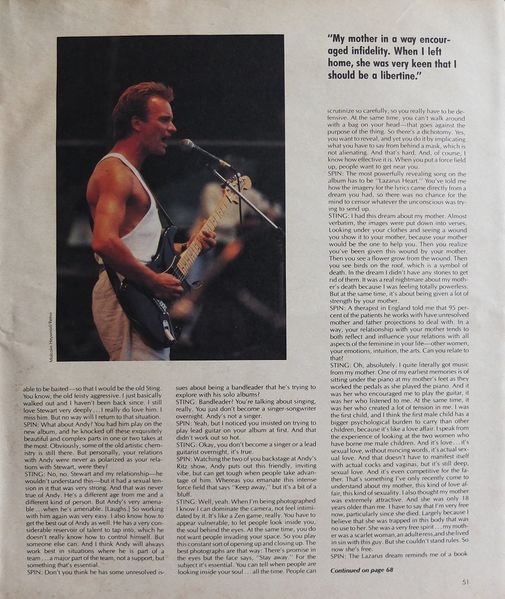 "My mother in a way encour-
aged infidelity. When I left
home, she was very keen that I
should be a libertine."
Malcolm Heywood/Retna
able to be baited—so that I would be the old Sting.
You know, the old feisty aggressive. I just basically
walked out and I haven't been back since. I still
love Stewart very deeply . . . I really do love him. I
miss him. But no way will I return to that situation.
SPIN: What about Andy? You had him play on the
new album, and he knocked off these exquisitely
beautiful and complex parts in one or two takes at
the most. Obviously, some of the old artistic chem-
istry is still there. But personally, your relations
with Andy were never as polarized as your rela-
tions with Stewart, were they?
STING: No, no. Stewart and my relationship—he
wouldn't understand this—but it had a sexual ten-
sion in it that was very strong. And that was never
true of Andy. He's a different age from me and a
different kind of person. But Andy's very amena-
ble . . . when he's amenable. [Laughs.] So working
with him again was very easy. I also know how to
get the best out of Andy as well. He has a very con-
siderable reservoir of talent to tap into, which he
doesn't really know how to control himself. But
someone else can. And I think Andy will always
work best in situations where he is part of a
team . . . a major part of the team, not a support, but
something that's essential.
SPIN: Don't you think he has some unresolved is-
sues about being a bandleader that he's trying to
explore with his solo albums?
STING: Bandleader? You're talking about singing,
really. You just don't become a singer-songwriter
overnight. Andy's not a singer.
SPIN: Yeah, but I noticed you insisted on trying to
play lead guitar on your album at first. And that
didn't work out so hot.
STING: Okay, you don't become a singer or a lead
guitarist overnight, it's true.
SPIN: Watching the two of you backstage at Andy's
Ritz show, Andy puts out this friendly, inviting
vibe, but can get tough when people take advan-
tage of him. Whereas you emanate this intense
force field that says "Keep away," but it's a bit of a
bluff.
STING: Well, yeah. When I'm being photographed
I know I can dominate the camera, not feel intimi-
dated by it. It's like a Zen game, really. You have to
appear vulnerable, to let people look inside you,
the soul behind the eyes. At the same time, you do
not want people invading your space. So you play
this constant sort of opening up and closing up. The
best photographs are that way: There's promise in
the eyes but the face says, "Stay away." For the
subject it's essential. You can tell when people are
looking inside your soul . . . all the time. People can
scrutinize so carefully, so you really have to be de-
fensive. At the same time, you can't walk around
with a bag on your head—that goes against the
purpose of the thing. So there's a dichotomy. Yes,
you want to reveal, and yet you do it by implicating
what you have to say from behind a mask, which is
not alienating. And that's hard. And, of course, I
know how effective it is. When you put a force field
up, people want to get near you.
SPIN: The most powerfully revealing song on the
album has to be "Lazarus Heart." You've told me
how the imagery for the lyrics came directly from a
dream you had, so there was no chance for the
mind to censor whatever the unconscious was try-
ing to send up.
STING: I had this dream about my mother. Almost
verbatim, the images were put down into verses.
Looking under your clothes and seeing a wound
you show it to your mother, because your mother
would be the one to help you. Then you realize
you've been given this wound by your mother.
Then you see a flower grow from the wound. Then
you see birds on the roof, which is a symbol of
death. In the dream I didn't have any stones to get
rid of them. It was a real nightmare about my moth-
er's death because I was feeling totally powerless.
But at the same time, it's about being given a lot of
strength by your mother.
SPIN: A therapist in England told me that 95 per-
cent of the patients he works with have unresolved
mother and father projections to deal with. In a
way, your relationship with your mother tends to
both reflect and influence your relations with all
aspects of the feminine in your life—other women,
your emotions, intuition, the arts. Can you relate to
that?
STING: Oh, absolutely. I quite literally got music
from my mother. One of my earliest memories is of
sitting under the piano at my mother's feet as they
worked the pedals as she played the piano. And it
was her who encouraged me to play the guitar, it
was her who listened to me. At the same time, it
was her who created a lot of tension in me. I was
the first child, and I think the first male child has a
bigger psychological burden to carry than other
children, because it's like a love affair. I speak from
the experience of looking at the two women who
have borne me male children. And it's love . . . it's
sexual love, without mincing words, it's actual sex-
ual love. And that doesn't have to manifest itself
with actual cocks and vaginas, but it's still deep,
sexual love. And it's even competitive for the fa-
ther. That's something I've only recently come to
understand about my mother, this kind of love af-
fair, this kind of sexuality. I also thought my mother
was extremely attractive. And she was only 18
years older than me. I have to say that I'm very free
now, particularly since she died. Largely because I
believe that she was trapped in this body that was
no use to her. She was a very free spirit . . . my moth-
er was a scarlet woman, an adulteress, and she lived
in sin with this guy. But she couldn't stand rules. So
now she's free.
SPIN: The Lazarus dream reminds me of a book
Continued on page 68
51